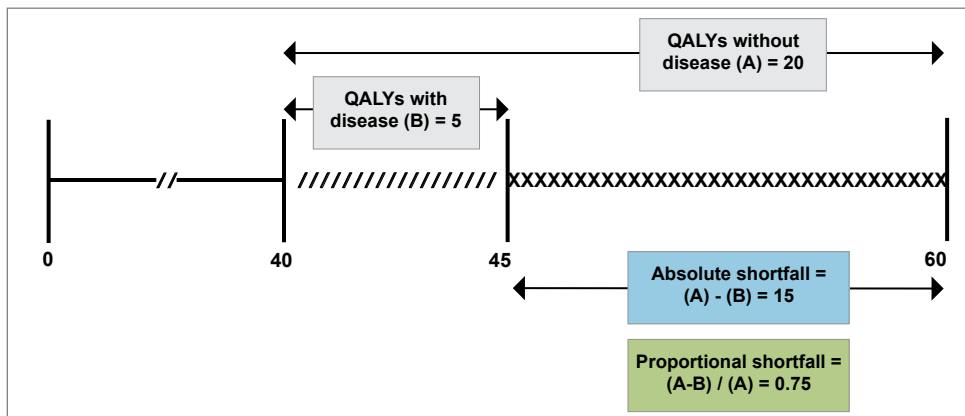 QALYs without
disease (A) = 20
QALYs with
disease (B) = 5
//
//////////////////
XXXXXXXXXXXXXXXXXXXXXXXXXXXXXXXXX
0
40
45
60
Absolute shortfall =
(A) - (B) = 15
Proportional shortfall =
(A-B) / (A) = 0.75